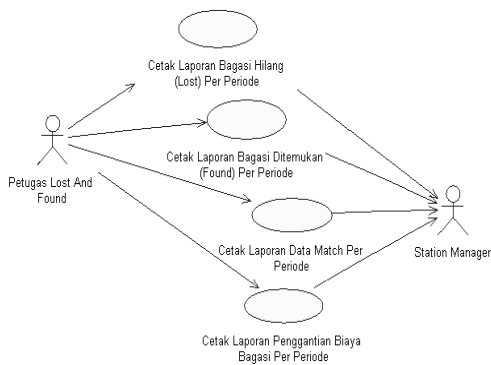 Cetak Laporan Bagasi Hilang
(Lost) Per Periode
Cetak Laporan Bagasi Ditemukan
(Found) Per Periode
Petugas Lost And
Found
Cetak Laporan Data Match Per
Periode
Station Manager
Cetak Laporan Penggantian Biaya
Bagasi Per Periode